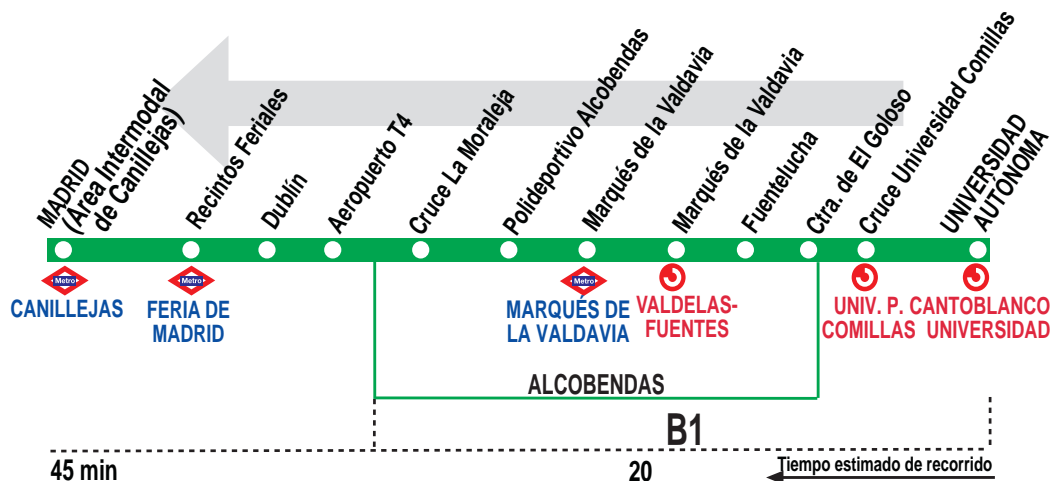 MADRID
(Area Intermodal
de Canillejas)
Recintos Feriales
Dublín
Aeropuerto T4
Cruce La Moraleja
Polideportivo Alcobendas
Marqués de la Valdavia
Marqués de la Valdavia
Fuentelucha
Ctra. de El Goloso
Cruce Universidad Comillas
UNIVERSIDAD
AUTÓNOMA
Metro
CANILLEJAS
Metro
FERIA DE
MADRID
Metro
MARQUÉS DE
LA VALDAVIA
VALDELAS-
FUENTES
UNIV. P.
COMILLAS
CANTOBLANCO
UNIVERSIDAD
ALCOBENDAS
B1
45 min
20
Tiempo estimado de recorrido